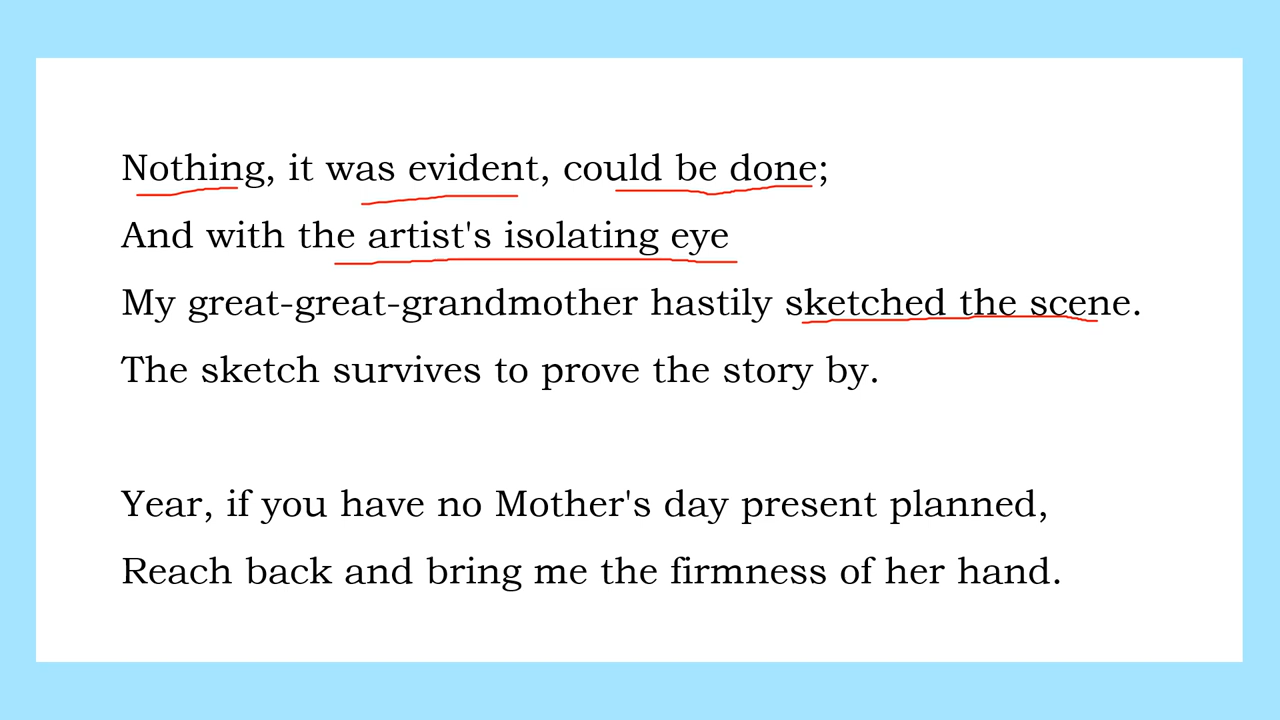 Nothing, it was evident, could be done;
And with the artist's isolating eye
My great-great-grandmother hastily sketched the scene.
The sketch survives to prove the story by.
Year, if you have no Mother's day present planned,
Reach back and bring me the firmness of her hand.